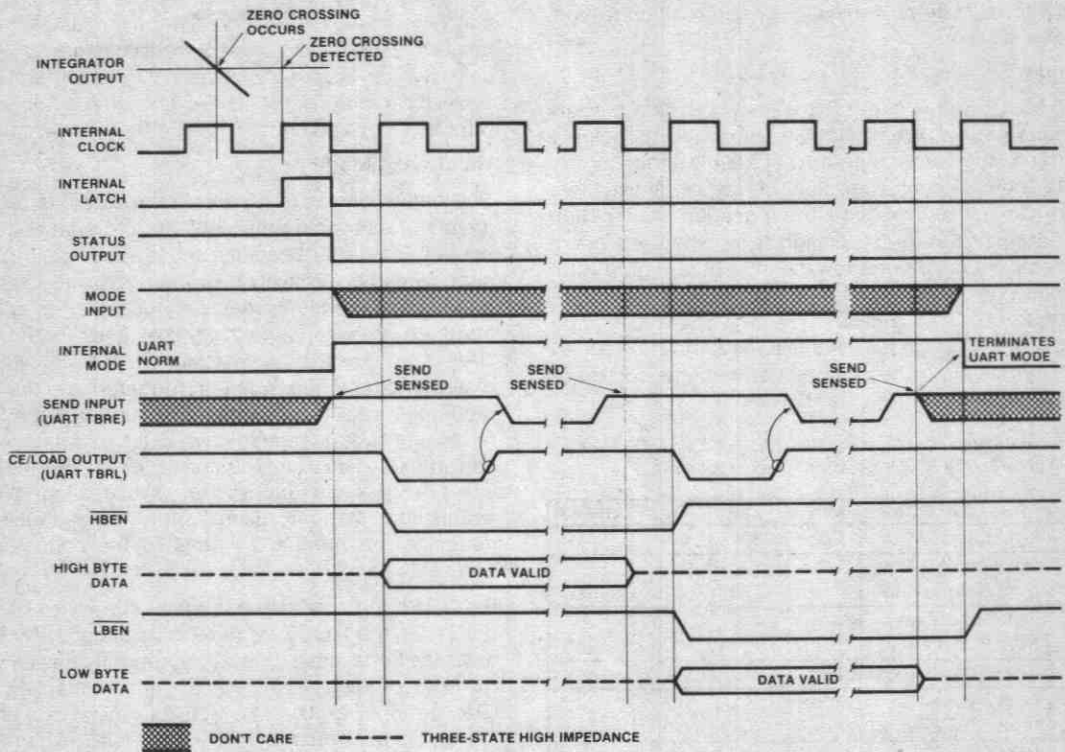 ZERO CROSSING
OCCURS
ZERO CROSSING
DETECTED
INTEGRATOR
OUTPUT
INTERNAL
CLOCK
INTERNAL
LATCH
STATUS
OUTPUT
MODE
INPUT
INTERNAL
MODE
UART
NORM
TERMINATES
UART MODE
SEND
SENSED
SEND
SENSED
SEND
SENSED
SEND INPUT
(UART TBRE)
CE/LOAD OUTPUT
(UART TBRL)
HBEN
HIGH BYTE
DATA
DATA VALID
LBEN
LOW BYTE
DATA
DATA VALID
DON'T CARE
THREE-STATE HIGH IMPEDANCE